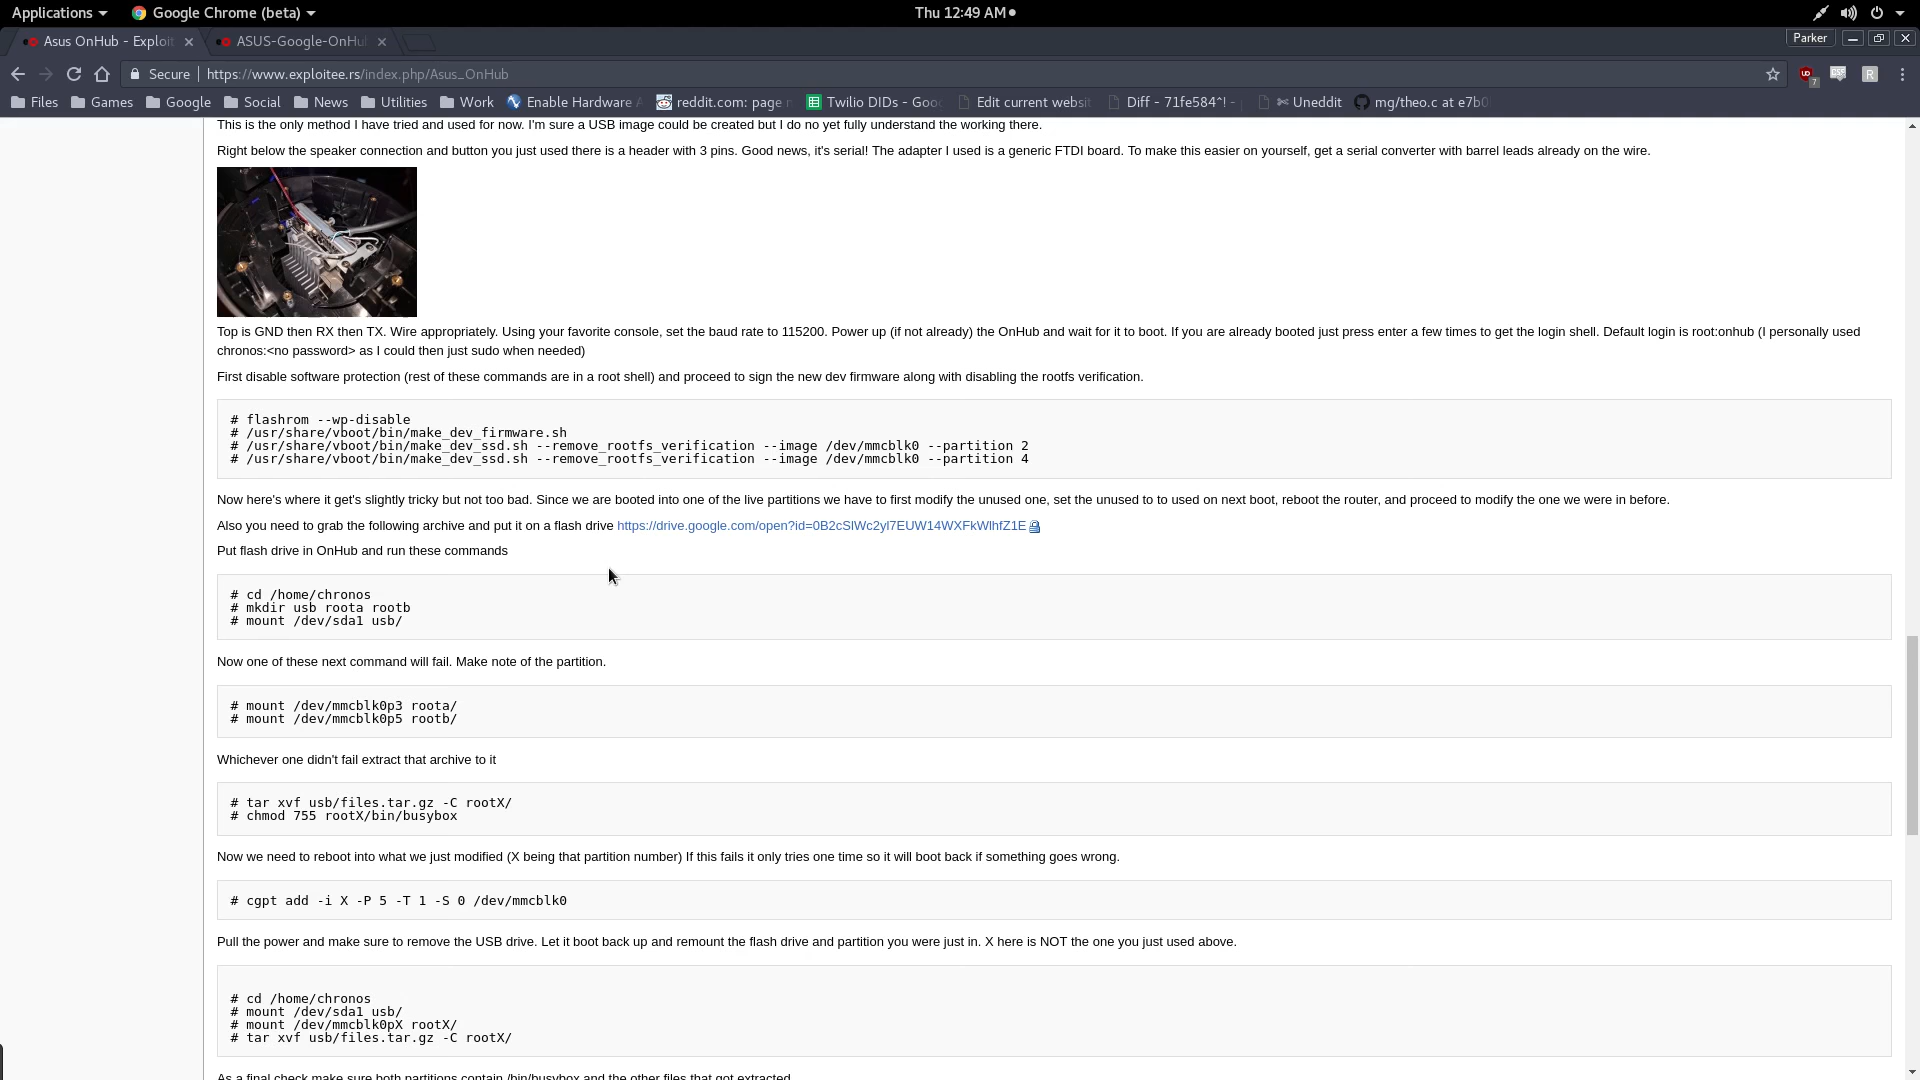 Applications
Google Chrome (beta)
Thu 12:49 AM
Asus OnHub - Exploit
ASUS-Google-OnHu
Parker
Secure
https://www.exploitee.rs/index.php/Asus_OnHub
Files
Games
Google
Social
News
Utilities
Work
Enable Hardware
reddit.com: page
Twilio DIDs - Goo
Edit current websit
Diff - 71fe584^! -
Uneddit
mg/theo.c at e7b0
This is the only method I have tried and used for now. I'm sure a USB image could be created but I do no yet fully understand the working there.
Right below the speaker connection and button you just used there is a header with 3 pins. Good news, it's serial! The adapter I used is a generic FTDI board. To make this easier on yourself, get a serial converter with barrel leads already on the wire.
Top is GND then RX then TX. Wire appropriately. Using your favorite console, set the baud rate to 115200. Power up (if not already) the OnHub and wait for it to boot. If you are already booted just press enter a few times to get the login shell. Default login is root:onhub (I personally used
chronos:<no password> as I could then just sudo when needed)
First disable software protection (rest of these commands are in a root shell) and proceed to sign the new dev firmware along with disabling the rootfs verification.
# flashrom --wp-disable
# /usr/share/vboot/bin/make_dev_firmware.sh
# /usr/share/vboot/bin/make_dev_ssd.sh --remove_rootfs_verification --image /dev/mmcblk0 --partition 2
# /usr/share/vboot/bin/make_dev_ssd.sh --remove_rootfs_verification --image /dev/mmcblk0 --partition 4
Now here's where it get's slightly tricky but not too bad. Since we are booted into one of the live partitions we have to first modify the unused one, set the unused to to used on next boot, reboot the router, and proceed to modify the one we were in before.
Also you need to grab the following archive and put it on a flash drive https://drive.google.com/open?id=0B2cSlWc2yl7EUW14WXFkWlhfZ1E
Put flash drive in OnHub and run these commands
# cd /home/chronos
# mkdir usb roota rootb
# mount /dev/sda1 usb/
Now one of these next command will fail. Make note of the partition.
# mount /dev/mmcblk0p3 roota/
# mount /dev/mmcblk0p5 rootb/
Whichever one didn't fail extract that archive to it
# tar xvf usb/files.tar.gz -C rootX/
# chmod 755 rootX/bin/busybox
Now we need to reboot into what we just modified (X being that partition number) If this fails it only tries one time so it will boot back if something goes wrong.
# cgpt add -i X -P 5 -T 1 -S 0 /dev/mmcblk0
Pull the power and make sure to remove the USB drive. Let it boot back up and remount the flash drive and partition you were just in. X here is NOT the one you just used above.
# cd /home/chronos
# mount /dev/sda1 usb/
# mount /dev/mmcblk0pX rootX/
# tar xvf usb/files.tar.gz -C rootX/
As a final check make sure both partitions contain /bin/busybox and the other files that got extracted